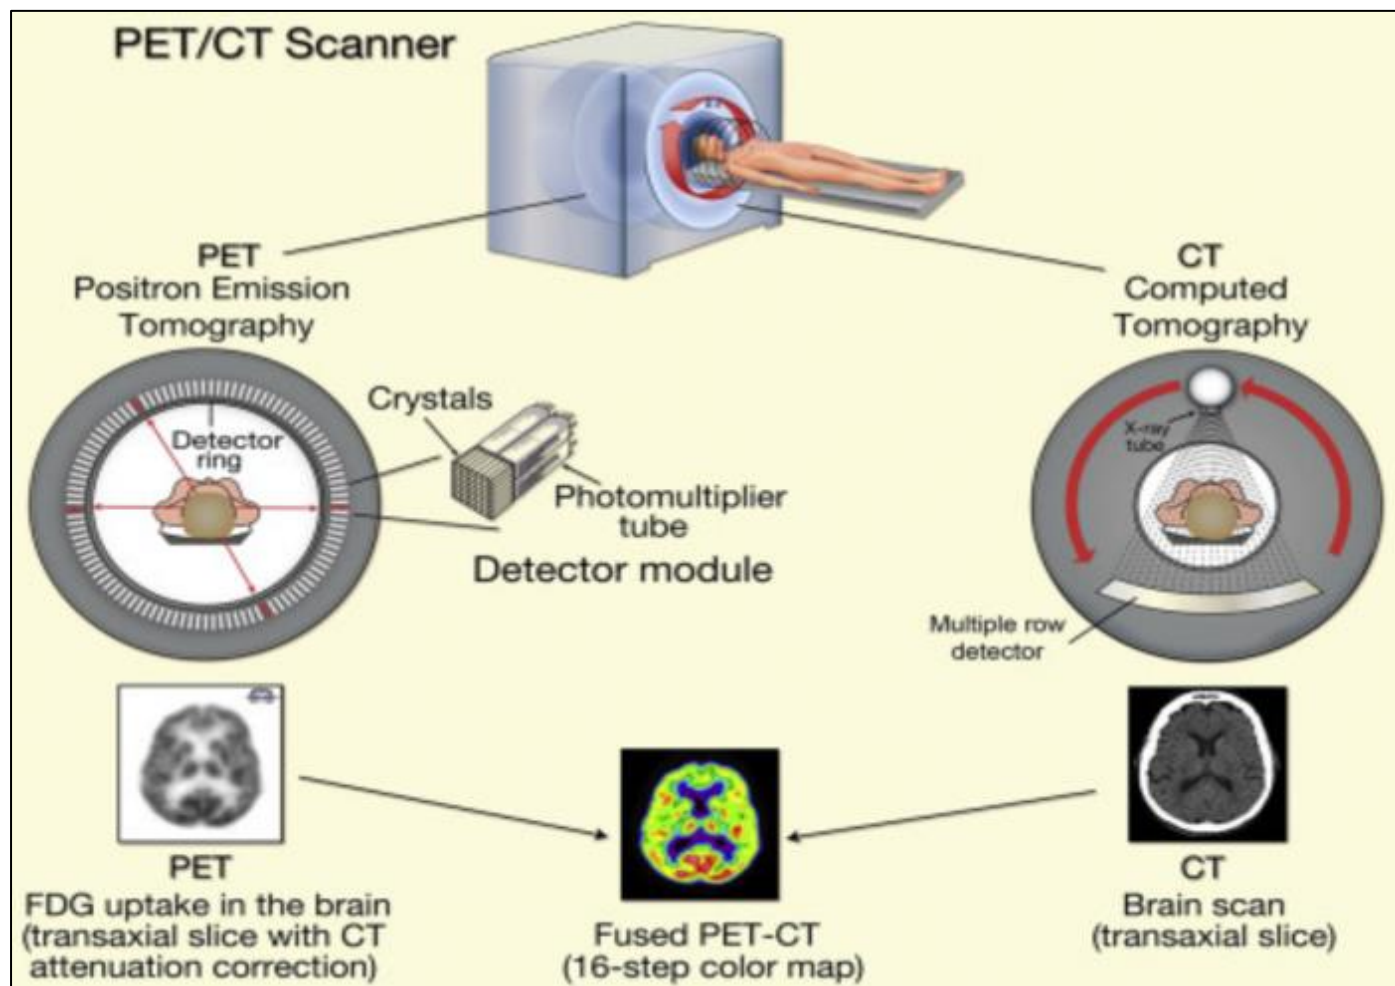 PET/CT Scanner
PET
Positron Emission
Tomography
CT
Computed
Tomography
Crystals
Detector
ring
Photomultiplier
tube
Detector module
X-ray
tube
Multiple row
detector
PET
FDG uptake in the brain
(transaxial slice with CT
attenuation correction)
Fused PET-CT
(16-step color map)
CT
Brain scan
(transaxial slice)